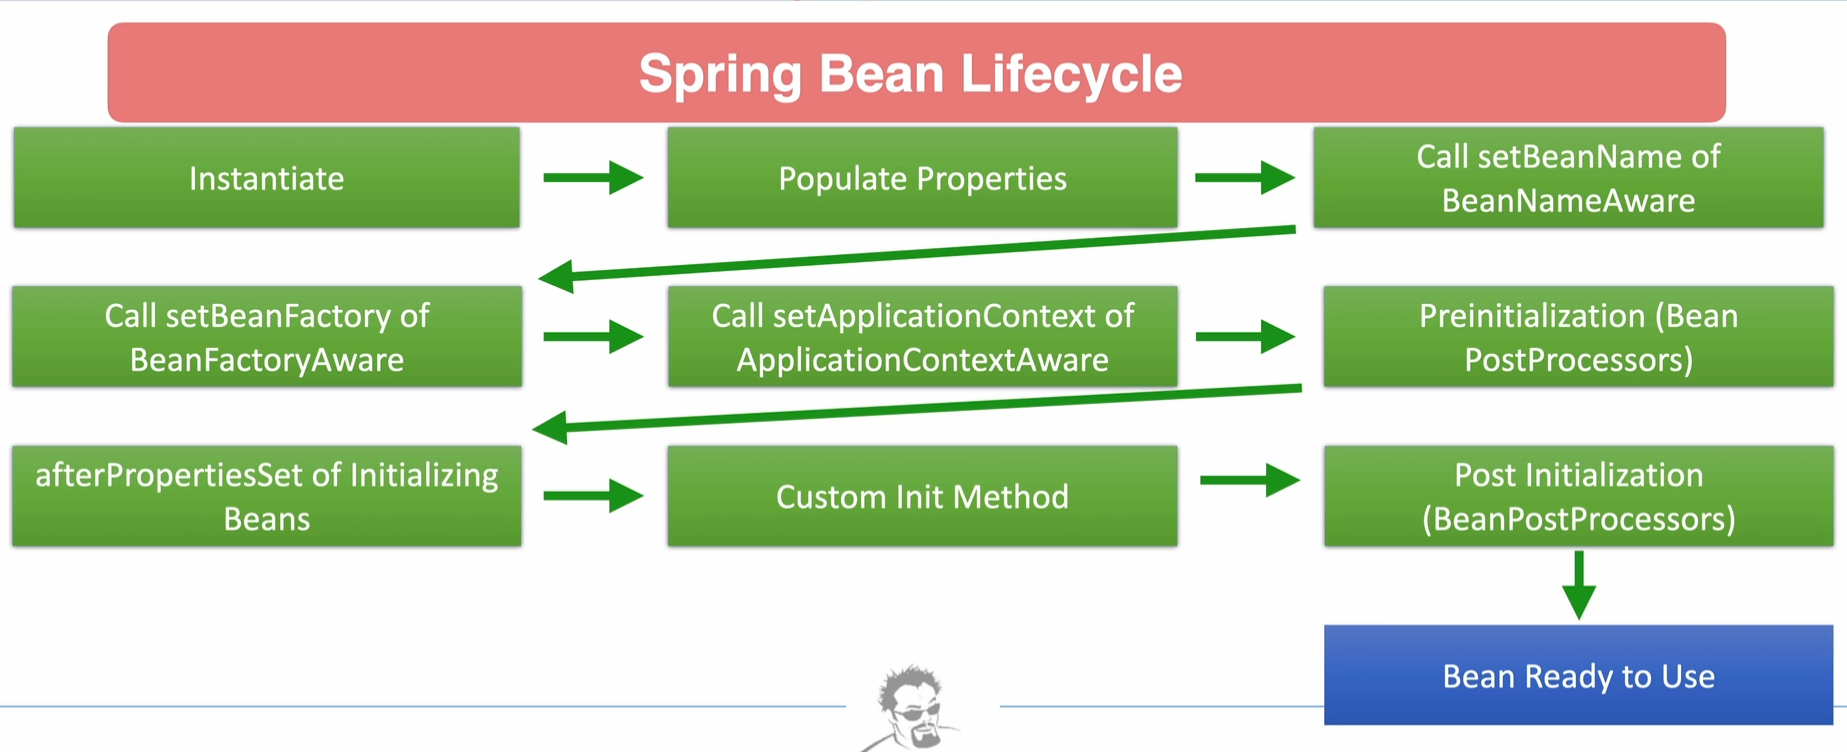 Spring Bean Lifecycle
Instantiate
Populate Properties
Call setBeanName of
BeanNameAware
Call setBeanFactory of
BeanFactoryAware
Call setApplicationContext of
ApplicationContextAware
Preinitialization (Bean
PostProcessors)
afterPropertiesSet of Initializing
Beans
Custom Init Method
Post Initialization
(BeanPostProcessors)
Bean Ready to Use